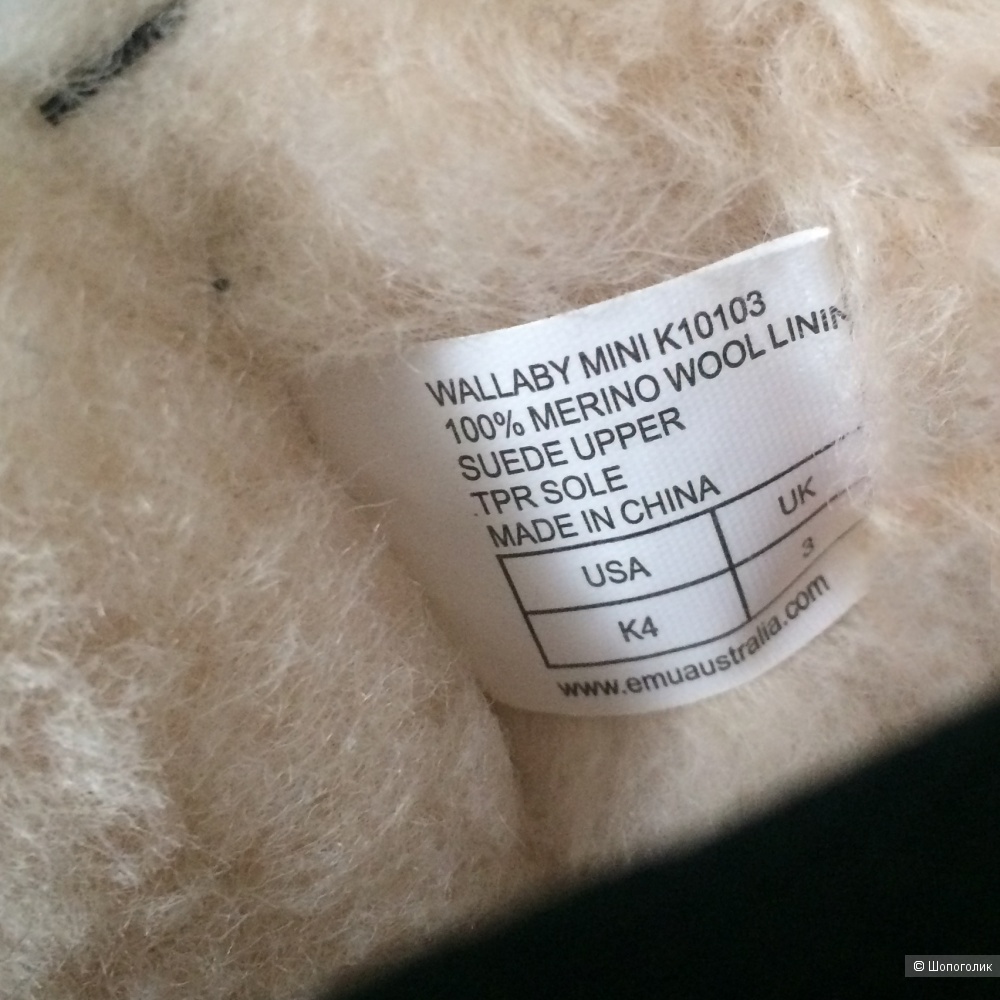 WALLABY MINI K10103
100% MERINO WOOL LININ
SUEDE UPPER
TPR SOLE
MADE IN CHINA
USA UK
K4 3
www.emuaustralia.com
© Шопоголик